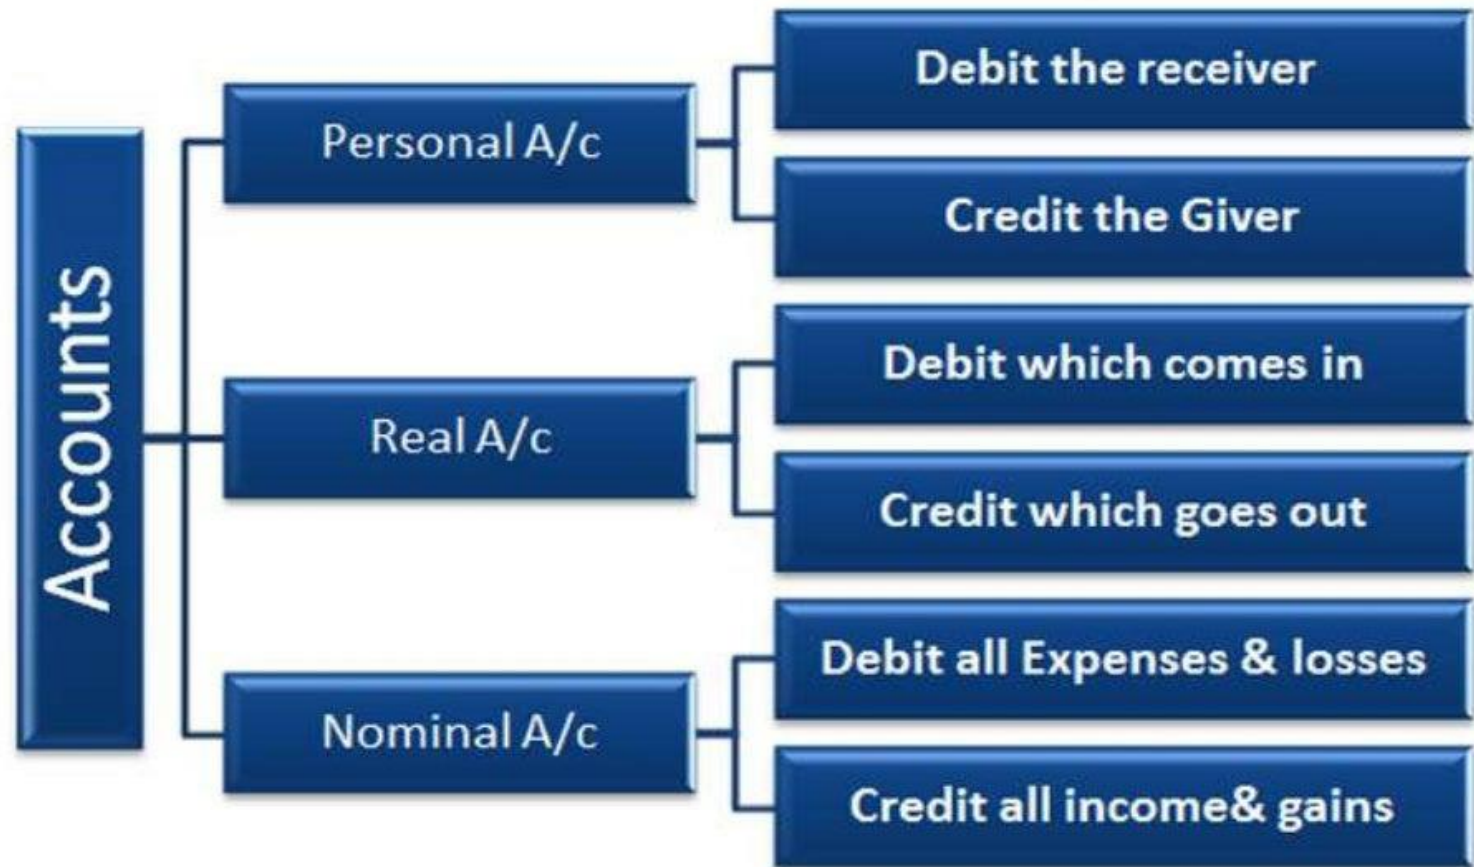 Accounts
Personal A/c
Debit the receiver
Credit the Giver
Real A/c
Debit which comes in
Credit which goes out
Nominal A/c
Debit all Expenses & losses
Credit all income& gains